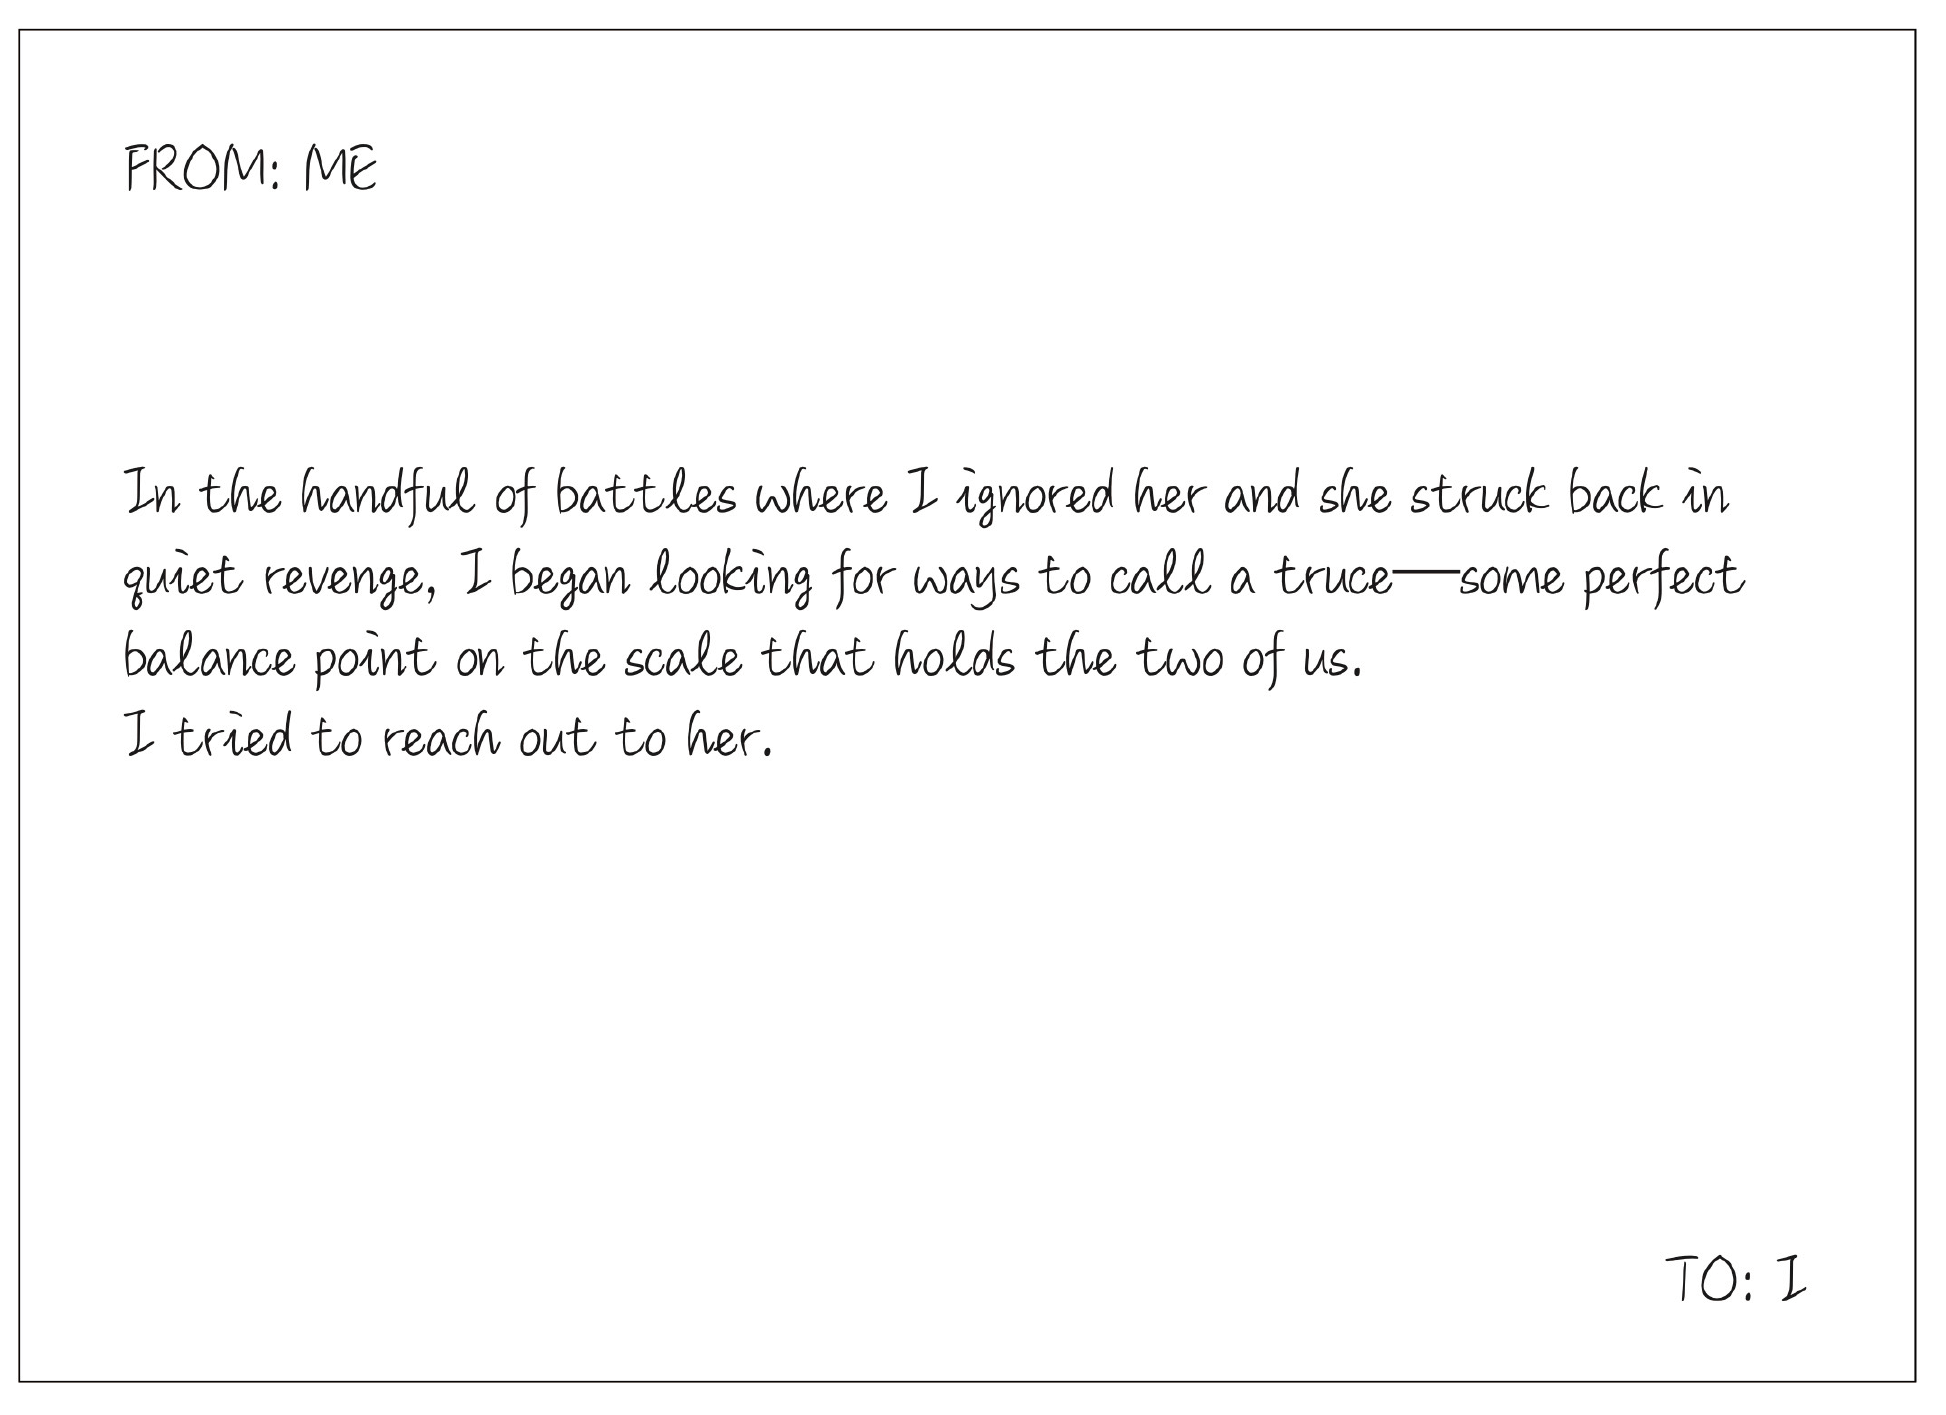 FROM: ME
In the handful of battles where I ignored her and she struck back in
quiet revenge, I began looking for ways to call a truce—some perfect
balance point on the scale that holds the two of us.
I tried to reach out to her.
TO: I